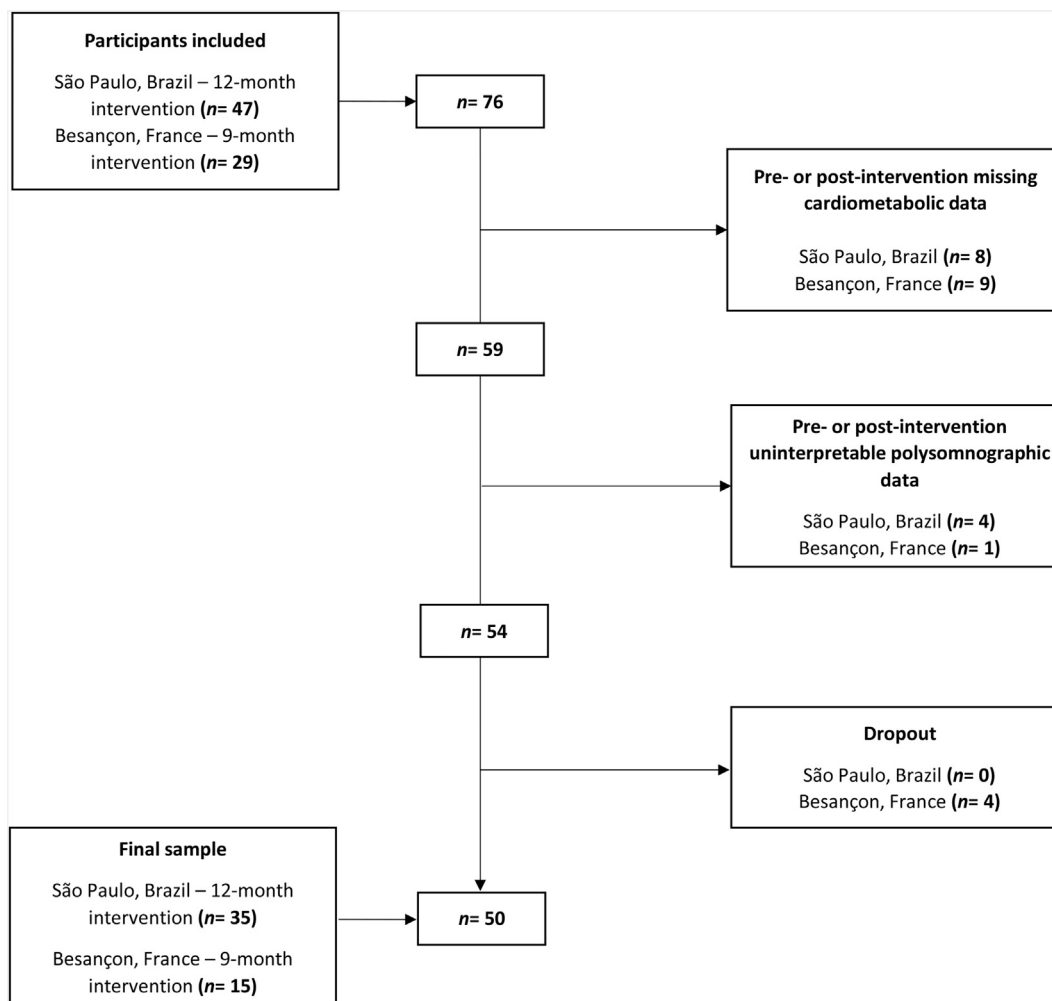 Participants included
São Paulo, Brazil – 12-month
intervention (n= 47)
Besançon, France – 9-month
intervention (n= 29)
n= 76
Pre- or post-intervention missing
cardiometabolic data
São Paulo, Brazil (n= 8)
Besançon, France (n= 9)
n= 59
Pre- or post-intervention
uninterpretable polysomnographic
data
São Paulo, Brazil (n= 4)
Besançon, France (n= 1)
n= 54
Dropout
São Paulo, Brazil (n= 0)
Besançon, France (n= 4)
Final sample
São Paulo, Brazil – 12-month
intervention (n= 35)
Besançon, France – 9-month
intervention (n= 15)
n= 50